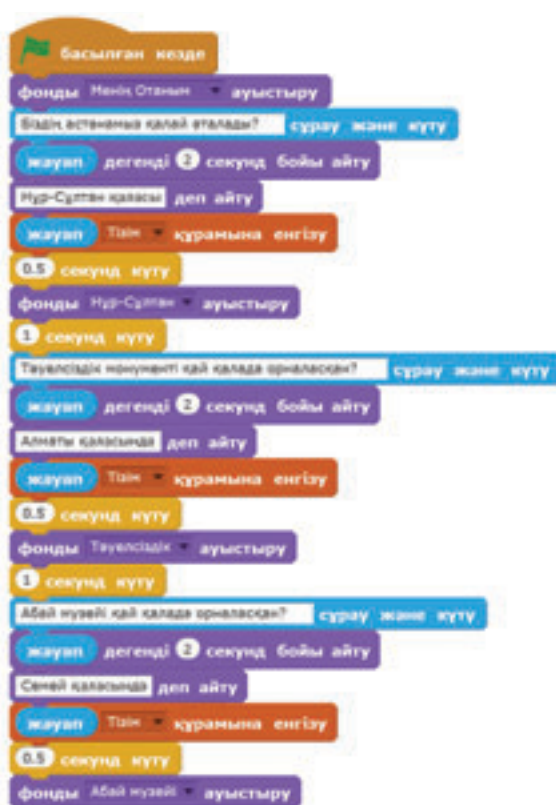 басылған кезде
фонды Менің Отаным ауыстыру
Біздің астанамыз қалай аталады? сұрау және күту
жауап дегенді 2 секунд бойы айту
Нұр-Сұлтан қаласы деп айту
жауап Тізім құрамына енгізу
0.5 секунд күту
фонды Нұр-Сұлтан ауыстыру
1 секунд күту
Тәуелсіздік монументі қай қалада орналасқан? сұрау және күту
жауап дегенді 2 секунд бойы айту
Алматы қаласында деп айту
жауап Тізім құрамына енгізу
0.5 секунд күту
фонды Тәуелсіздік ауыстыру
1 секунд күту
Абай музейі қай қалада орналасқан? сұрау және күту
жауап дегенді 2 секунд бойы айту
Семей қаласында деп айту
жауап Тізім құрамына енгізу
0.5 секунд күту
фонды Абай музейі ауыстыру